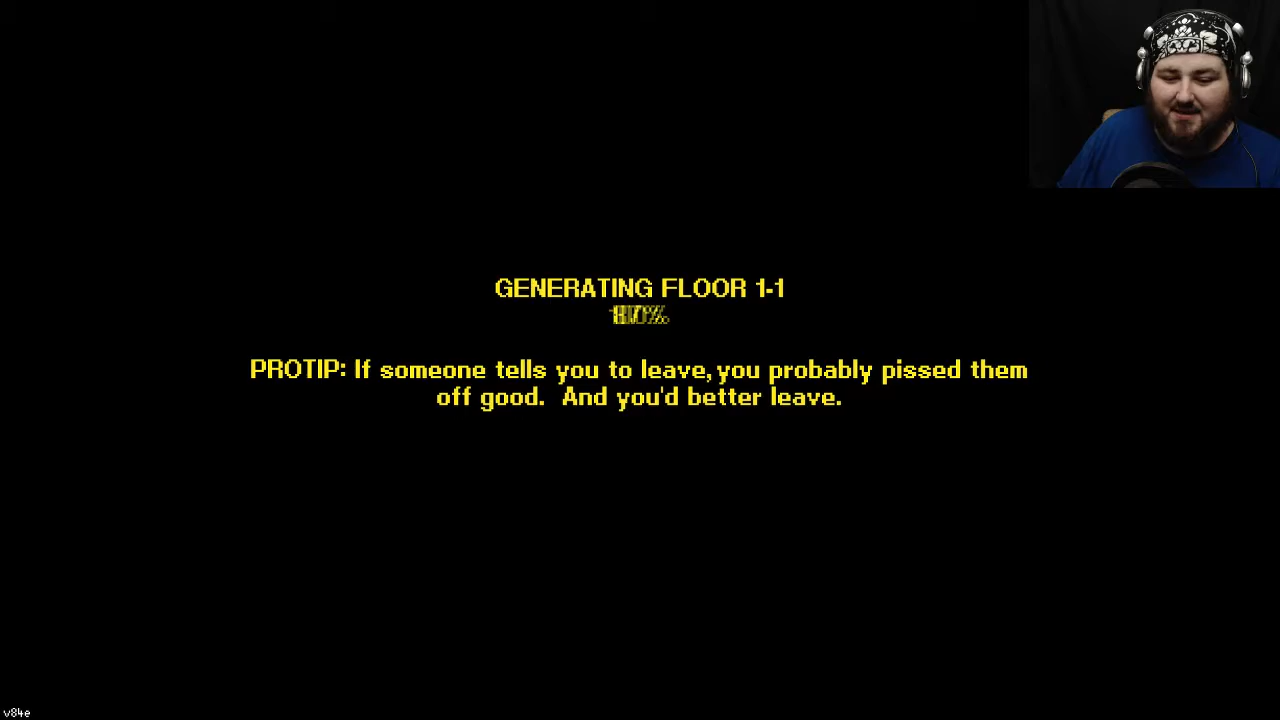 GENERATING FLOOR 1-1
PROTIP: If someone tells you to leave, you probably pissed them
off good.  And you'd better leave.
v84e